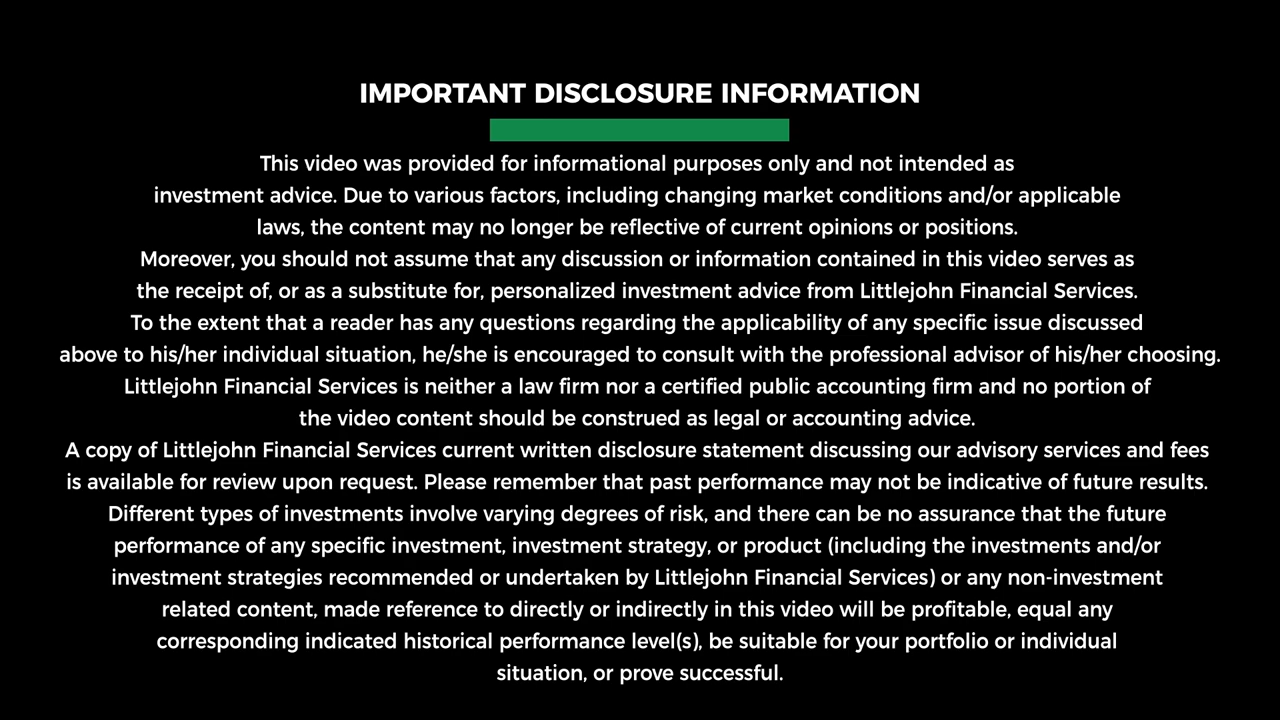 IMPORTANT DISCLOSURE INFORMATION
This video was provided for informational purposes only and not intended as
investment advice. Due to various factors, including changing market conditions and/or applicable
laws, the content may no longer be reflective of current opinions or positions.
Moreover, you should not assume that any discussion or information contained in this video serves as
the receipt of, or as a substitute for, personalized investment advice from Littlejohn Financial Services.
To the extent that a reader has any questions regarding the applicability of any specific issue discussed
above to his/her individual situation, he/she is encouraged to consult with the professional advisor of his/her choosing.
Littlejohn Financial Services is neither a law firm nor a certified public accounting firm and no portion of
the video content should be construed as legal or accounting advice.
A copy of Littlejohn Financial Services current written disclosure statement discussing our advisory services and fees
is available for review upon request. Please remember that past performance may not be indicative of future results.
Different types of investments involve varying degrees of risk, and there can be no assurance that the future
performance of any specific investment, investment strategy, or product (including the investments and/or
investment strategies recommended or undertaken by Littlejohn Financial Services) or any non-investment
related content, made reference to directly or indirectly in this video will be profitable, equal any
corresponding indicated historical performance level(s), be suitable for your portfolio or individual
situation, or prove successful.